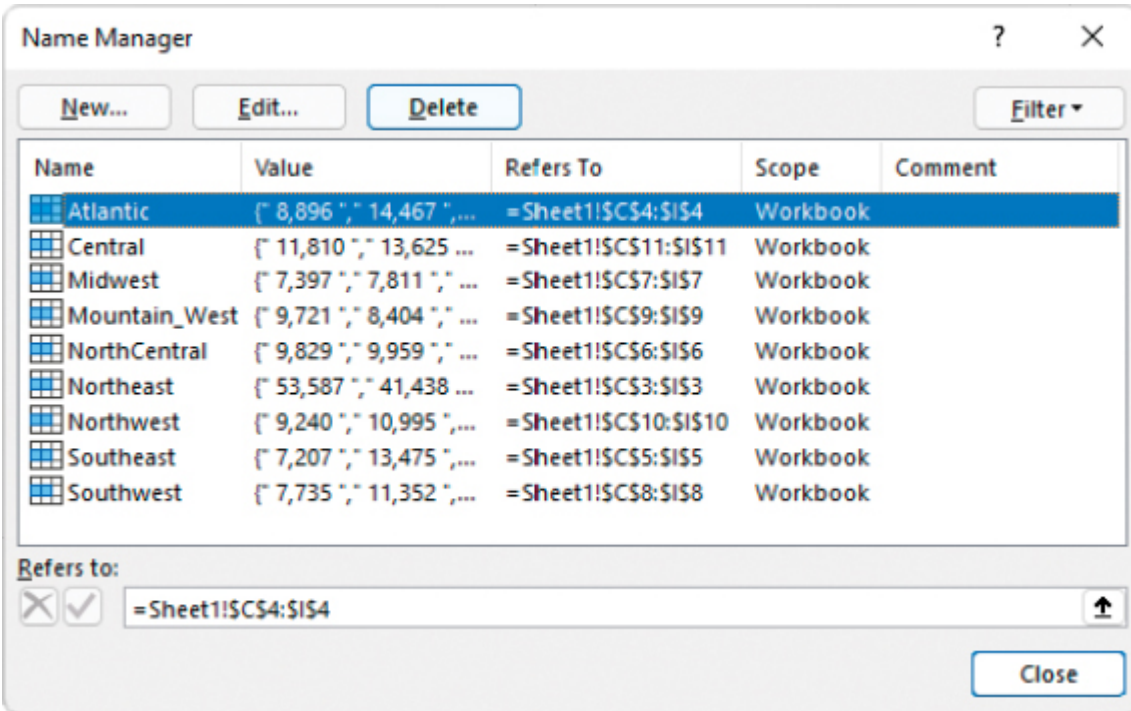 Name Manager ? ×
New... Edit... Delete Filter
Name Value Refers To Scope Comment
Atlantic {" 8,896 "," 14,467 ",... =Sheet1!$C$4:$I$4 Workbook
Central {" 11,810 "," 13,625 ... =Sheet1!$C$11:$I$11 Workbook
Midwest {" 7,397 "," 7,811 "," ... =Sheet1!$C$7:$I$7 Workbook
Mountain_West {" 9,721 "," 8,404 "," ... =Sheet1!$C$9:$I$9 Workbook
NorthCentral {" 9,829 "," 9,959 "," ... =Sheet1!$C$6:$I$6 Workbook
Northeast {" 53,587 "," 41,438 ... =Sheet1!$C$3:$I$3 Workbook
Northwest {" 9,240 "," 10,995 ",... =Sheet1!$C$10:$I$10 Workbook
Southeast {" 7,207 "," 13,475 ",... =Sheet1!$C$5:$I$5 Workbook
Southwest {" 7,735 "," 11,352 ",... =Sheet1!$C$8:$I$8 Workbook
Refers to:
=Sheet1!$C$4:$I$4
Close